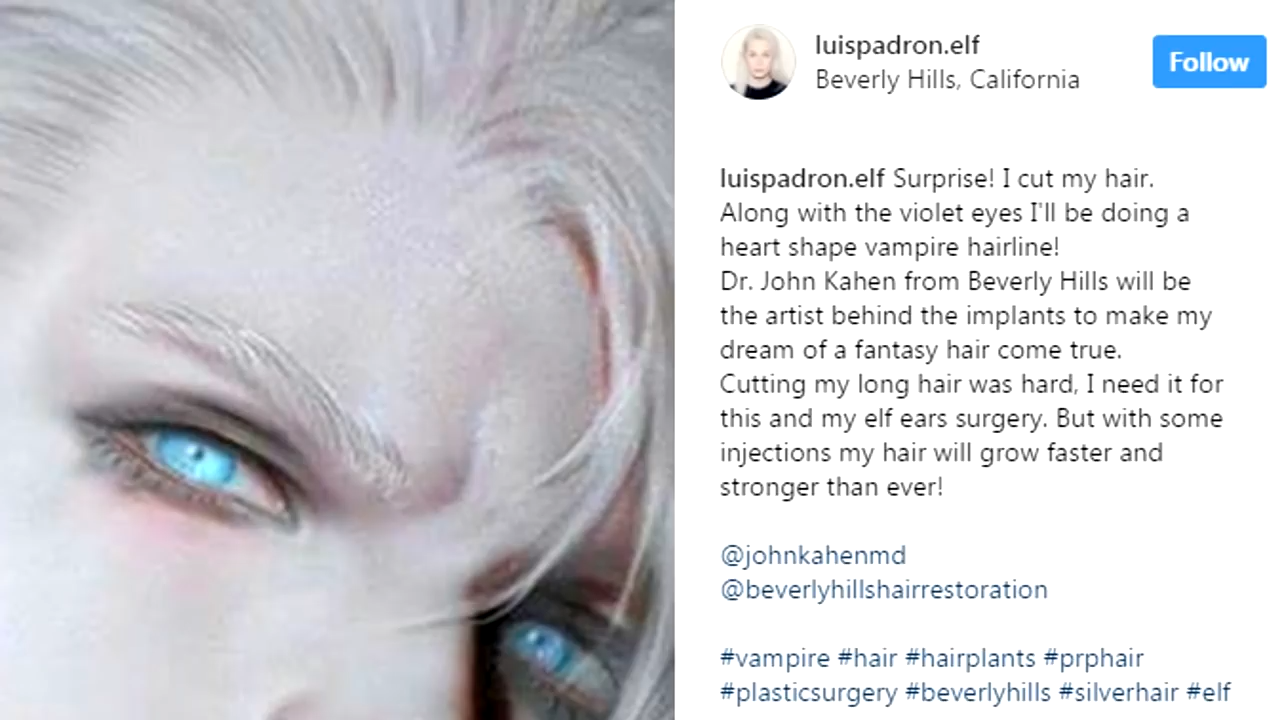 luispadron.elf
Beverly Hills, California
Follow
luispadron.elf Surprise! I cut my hair.
Along with the violet eyes I'll be doing a
heart shape vampire hairline!
Dr. John Kahen from Beverly Hills will be
the artist behind the implants to make my
dream of a fantasy hair come true.
Cutting my long hair was hard, I need it for
this and my elf ears surgery. But with some
injections my hair will grow faster and
stronger than ever!
@johnkahenmd
@beverlyhillshairrestoration
#vampire #hair #hairplants #prphair
#plasticsurgery #beverlyhills #silverhair #elf